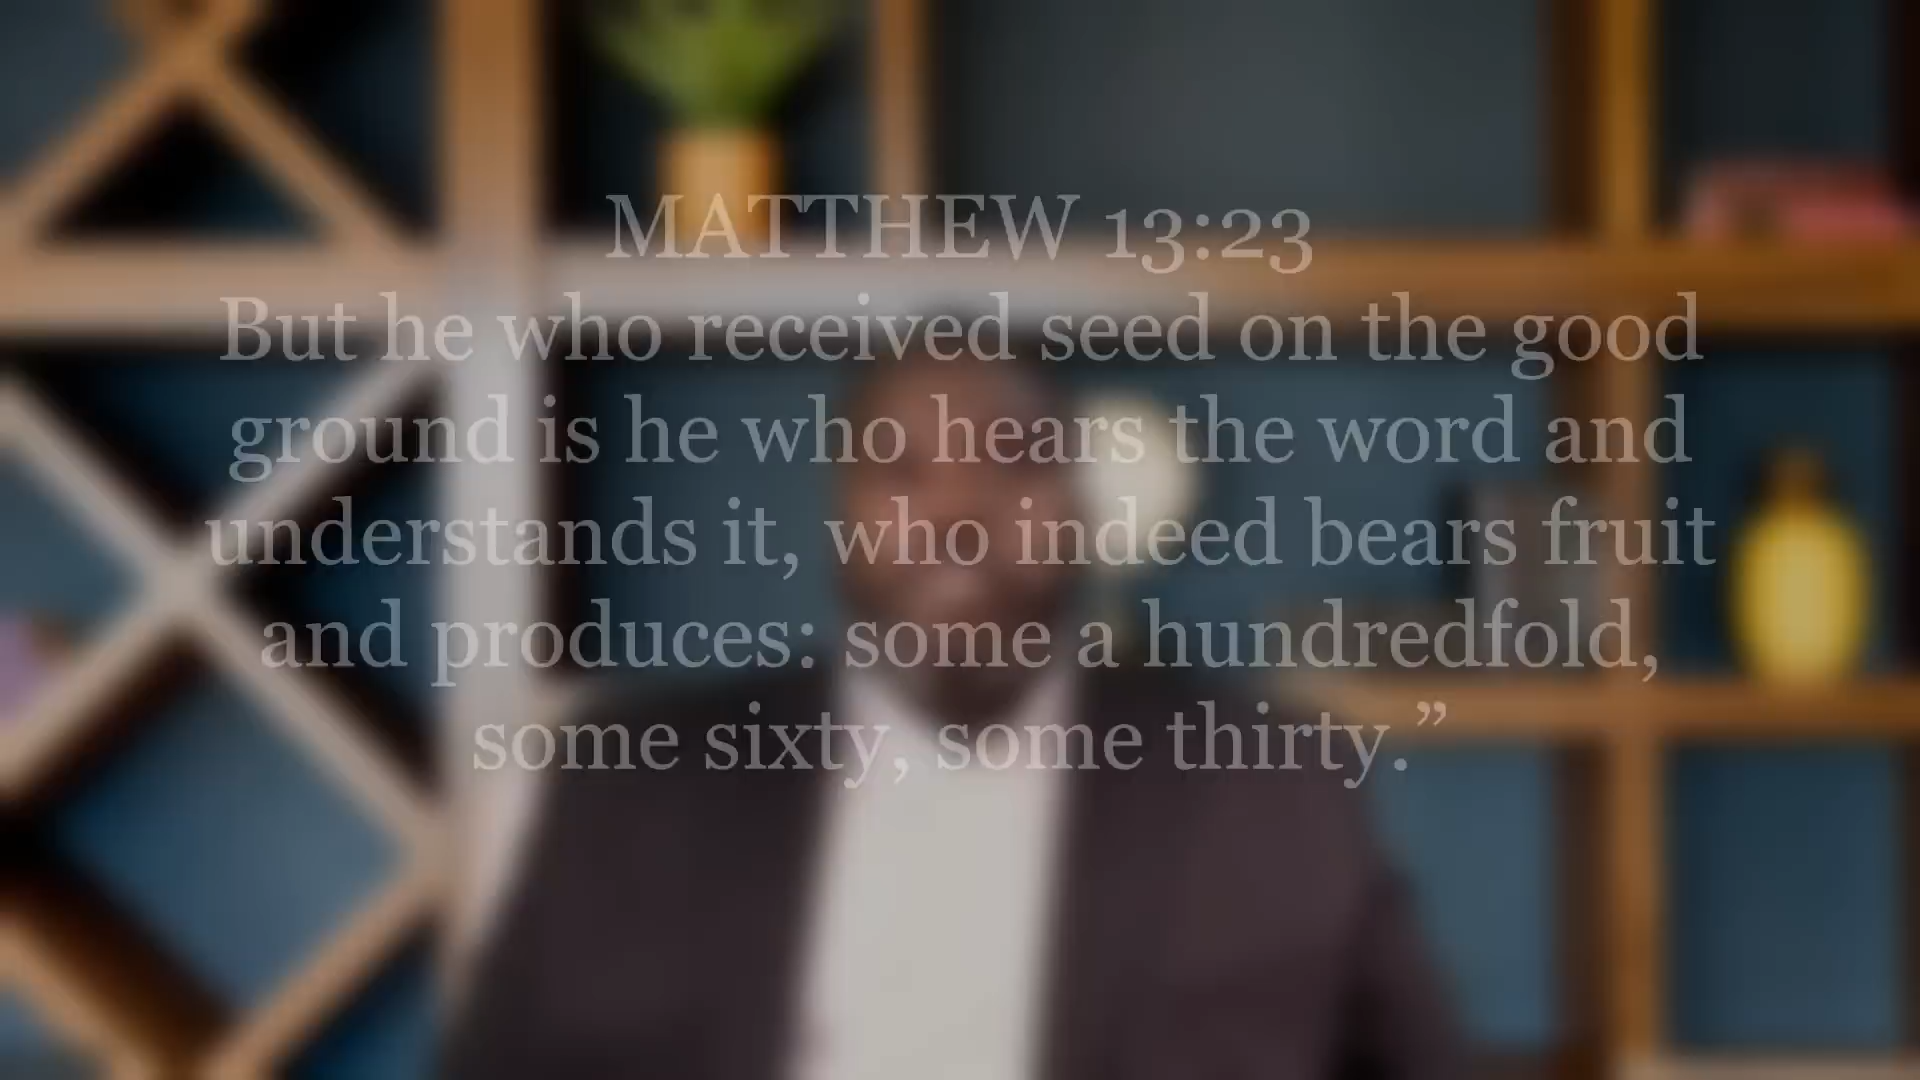 MATTHEW 13:23
But he who received seed on the good
ground is he who hears the word and
understands it, who indeed bears fruit
and produces: some a hundredfold,
some sixty, some thirty.”